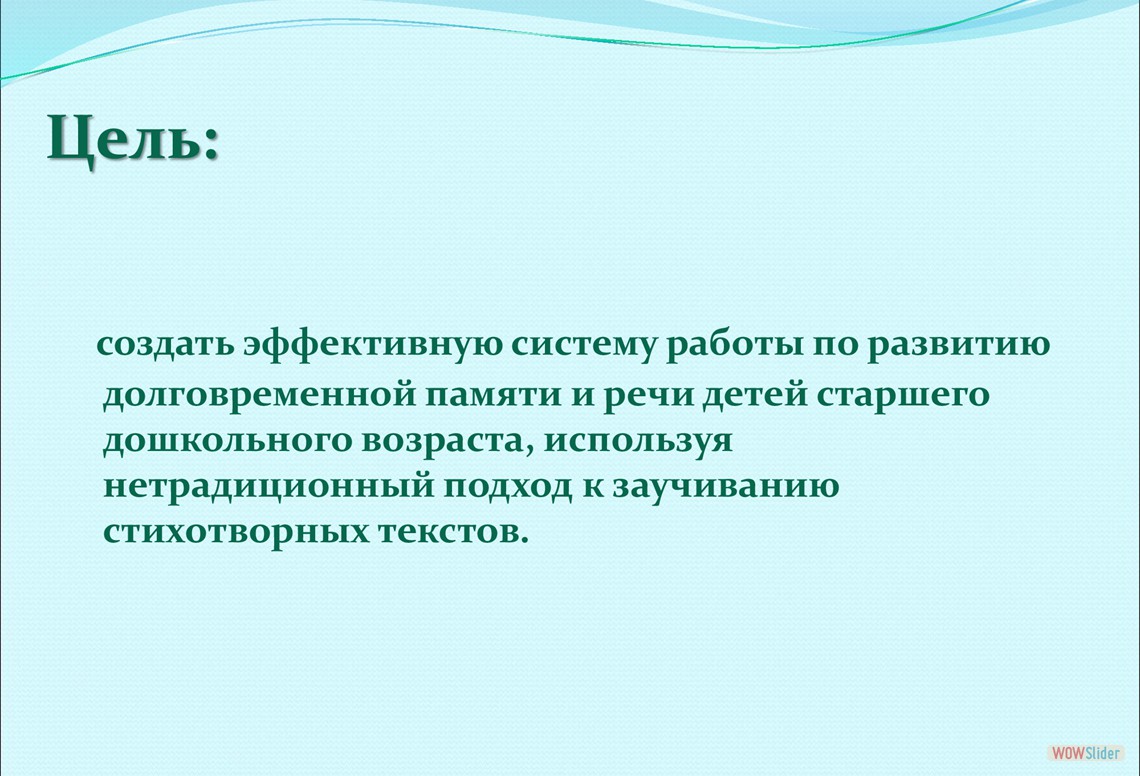 Цель:
создать эффективную систему работы по развитию
долговременной памяти и речи детей старшего
дошкольного возраста, используя
нетрадиционный подход к заучиванию
стихотворных текстов.
WOWSlider